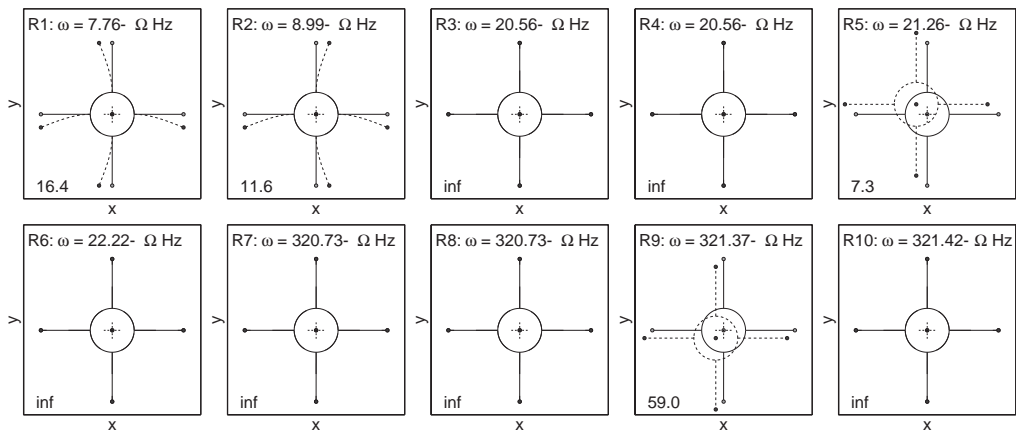 R1: ω = 7.76- Ω Hz
y
16.4
x
R2: ω = 8.99- Ω Hz
y
11.6
x
R3: ω = 20.56- Ω Hz
y
inf
x
R4: ω = 20.56- Ω Hz
y
inf
x
R5: ω = 21.26- Ω Hz
y
7.3
x
R6: ω = 22.22- Ω Hz
y
inf
x
R7: ω = 320.73- Ω Hz
y
inf
x
R8: ω = 320.73- Ω Hz
y
inf
x
R9: ω = 321.37- Ω Hz
y
59.0
x
R10: ω = 321.42- Ω Hz
y
inf
x